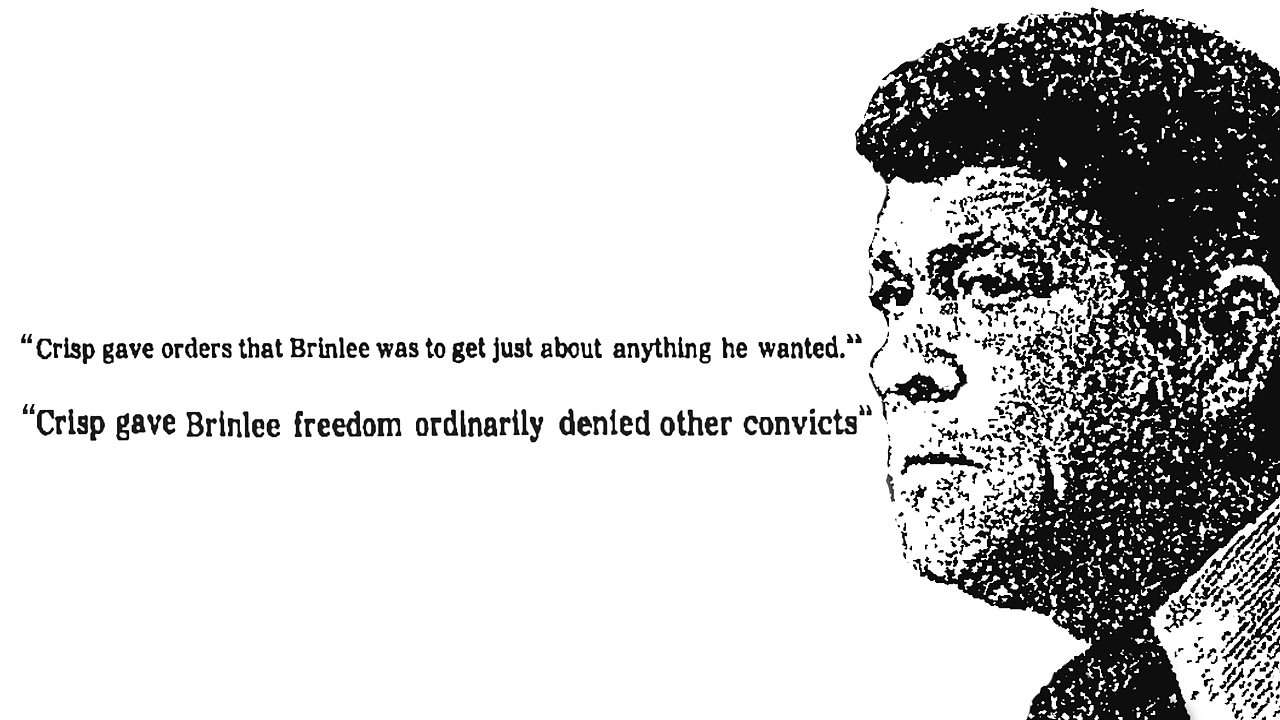 “Crisp gave orders that Brinlee was to get just about anything he wanted.”
“Crisp gave Brinlee freedom ordinarily denied other convicts”